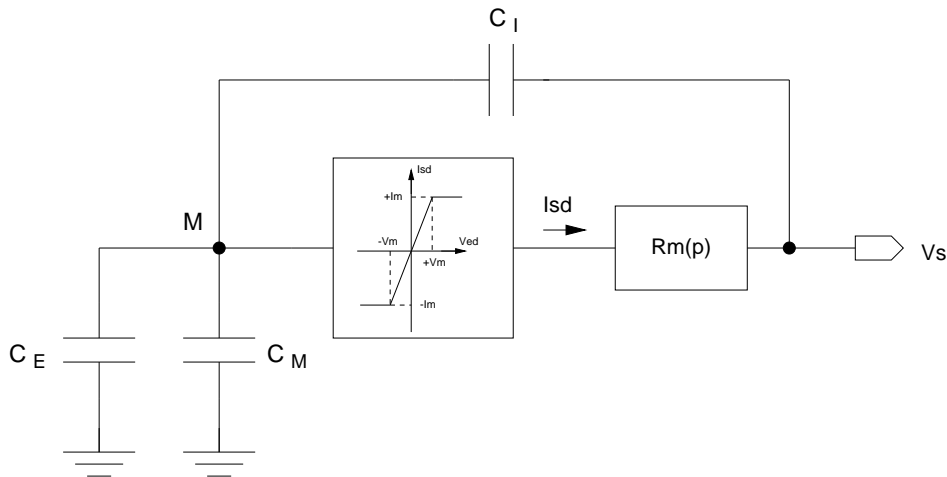 C I
Isd
+Im
-Vm
Ved
+Vm
-Im
M
Isd
Rm(p)
Vs
C E
C M